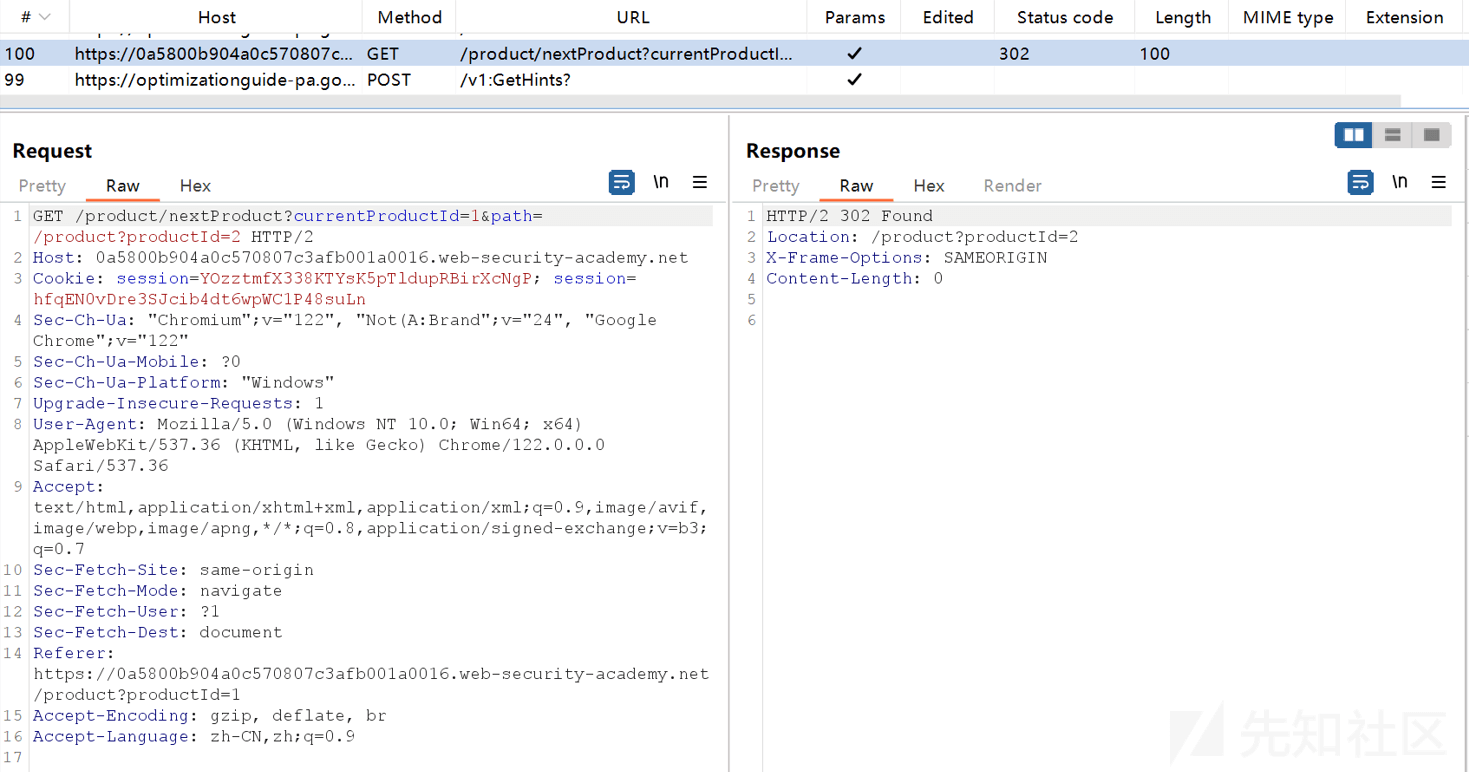 # Host Method URL Params Edited Status code Length MIME type Extension
100 https://0a5800b904a0c570807c... GET /product/nextProduct?currentProductI... ✓ 302 100
99 https://optimizationguide-pa.go... POST /v1:GetHints? ✓
Request
Pretty Raw Hex \n
1 GET /product/nextProduct?currentProductId=1&path=
/product?productId=2 HTTP/2
2 Host: 0a5800b904a0c570807c3afb001a0016.web-security-academy.net
3 Cookie: session=YOzztmfX338KTYsK5pTldupRBirXcNgP; session=
hfqEN0vDre3SJcib4dt6wpWC1P48suLn
4 Sec-Ch-Ua: "Chromium";v="122", "Not(A:Brand";v="24", "Google
Chrome";v="122"
5 Sec-Ch-Ua-Mobile: ?0
6 Sec-Ch-Ua-Platform: "Windows"
7 Upgrade-Insecure-Requests: 1
8 User-Agent: Mozilla/5.0 (Windows NT 10.0; Win64; x64)
AppleWebKit/537.36 (KHTML, like Gecko) Chrome/122.0.0.0
Safari/537.36
9 Accept:
text/html,application/xhtml+xml,application/xml;q=0.9,image/avif,
image/webp,image/apng,*/*;q=0.8,application/signed-exchange;v=b3;
q=0.7
10 Sec-Fetch-Site: same-origin
11 Sec-Fetch-Mode: navigate
12 Sec-Fetch-User: ?1
13 Sec-Fetch-Dest: document
14 Referer:
https://0a5800b904a0c570807c3afb001a0016.web-security-academy.net
/product?productId=1
15 Accept-Encoding: gzip, deflate, br
16 Accept-Language: zh-CN,zh;q=0.9
17
Response
Pretty Raw Hex Render \n
1 HTTP/2 302 Found
2 Location: /product?productId=2
3 X-Frame-Options: SAMEORIGIN
4 Content-Length: 0
5
6
先知社区